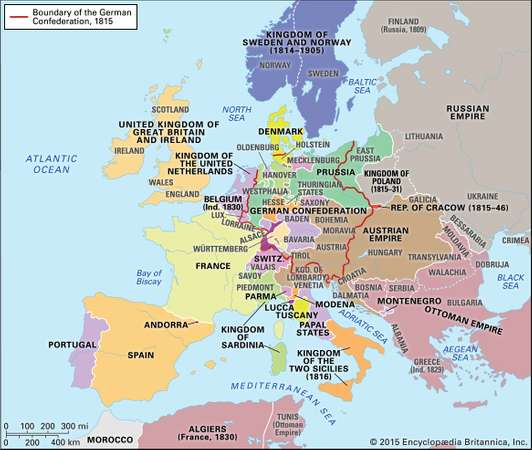 Boundary of the German
Confederation, 1815
FINLAND
(Russia, 1809)
KINGDOM OF
SWEDEN AND NORWAY
(1814–1905)
NORWAY
SWEDEN
BALTIC
SEA
SCOTLAND
NORTH
SEA
RUSSIAN
EMPIRE
UNITED KINGDOM OF
GREAT BRITAIN
AND IRELAND
DENMARK
HOLSTEIN
LITHUANIA
OLDENBURG
MECKLENBURG
EAST
PRUSSIA
IRELAND
ATLANTIC
OCEAN
KINGDOM OF
THE UNITED
NETHERLANDS
HANOVER
PRUSSIA
KINGDOM OF
POLAND
(1815–31)
WALES
ENGLAND
WESTPHALIA
THURINGIAN
STATES
BELGIUM
(Ind. 1830)
HESSE
SAXONY
GALICIA
UKRAINE
REP. OF CRACOW (1815–46)
LUX.
GERMAN CONFEDERATION
LORRAINE
BADEN
BOHEMIA
MORAVIA
AUSTRIAN
EMPIRE
BESSARABIA
MOLDAVIA
CRIMEA
ALSACE
WÜRTTEMBERG
BAVARIA
AUSTRIA
HUNGARY
TRANSYLVANIA
DOBRUJA
SWITZ.
TIROL
FRANCE
VALAIS
KGD. OF
LOMBARDY
VENETIA
CROATIA
WALACHIA
BLACK
SEA
Bay of
Biscay
SAVOY
PIEDMONT
DALMATIA
BOSNIA
SERBIA
PARMA
MODENA
MONTENEGRO
BULGARIA
LUCCA
TUSCANY
ADRIATIC
SEA
OTTOMAN EMPIRE
ANDORRA
PAPAL
STATES
ALBANIA
KINGDOM
OF
SARDINIA
PORTUGAL
SPAIN
KINGDOM OF
THE TWO SICILIES
(1816)
AEGEAN
SEA
GREECE
(Ind. 1829)
MEDITERRANEAN SEA
0 100 200 300 mi
0 200 400 km
MOROCCO
ALGIERS
(France, 1830)
TUNIS
(Ottoman
Empire)
© 2015 Encyclopædia Britannica, Inc.